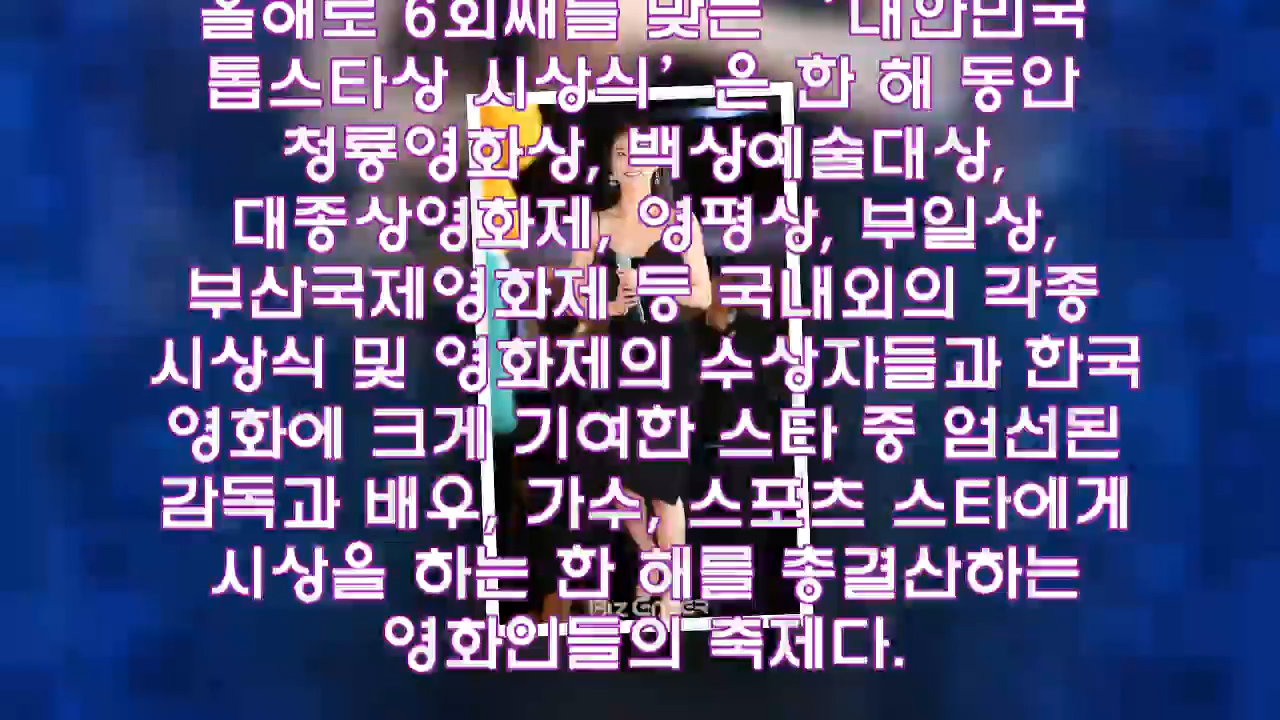 올해로 6회째를 맞는 '대한민국
톱스타상 시상식'은 한 해 동안
청룡영화상, 백상예술대상,
대종상영화제, 영평상, 부일상,
부산국제영화제 등 국내외의 각종
시상식 및 영화제의 수상자들과 한국
영화에 크게 기여한 스타 중 엄선된
감독과 배우, 가수, 스포츠 스타에게
시상을 하는 한 해를 총결산하는
영화인들의 축제다.